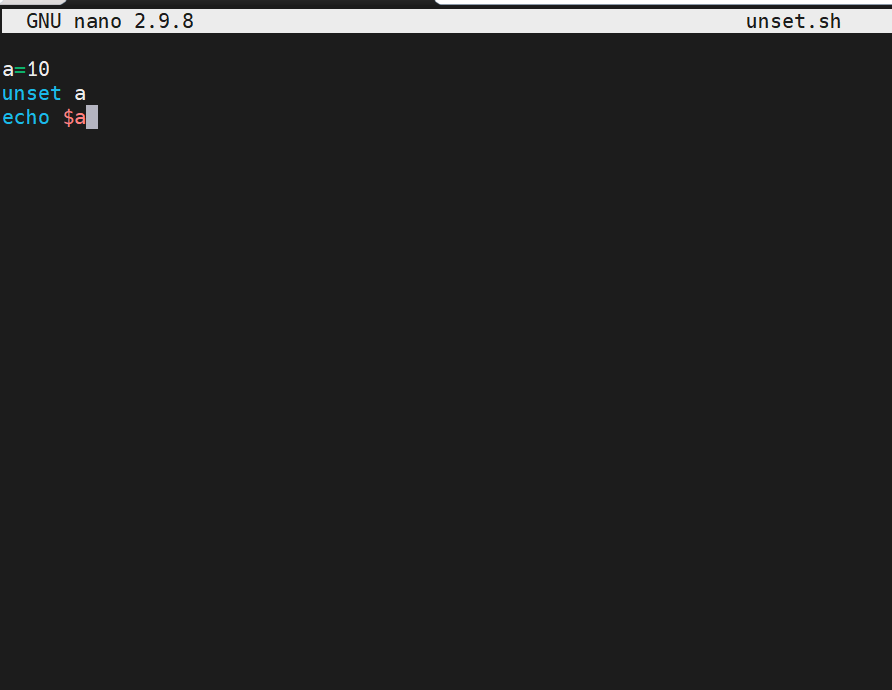 GNU nano 2.9.8 unset.sh
a=10
unset a
echo $a